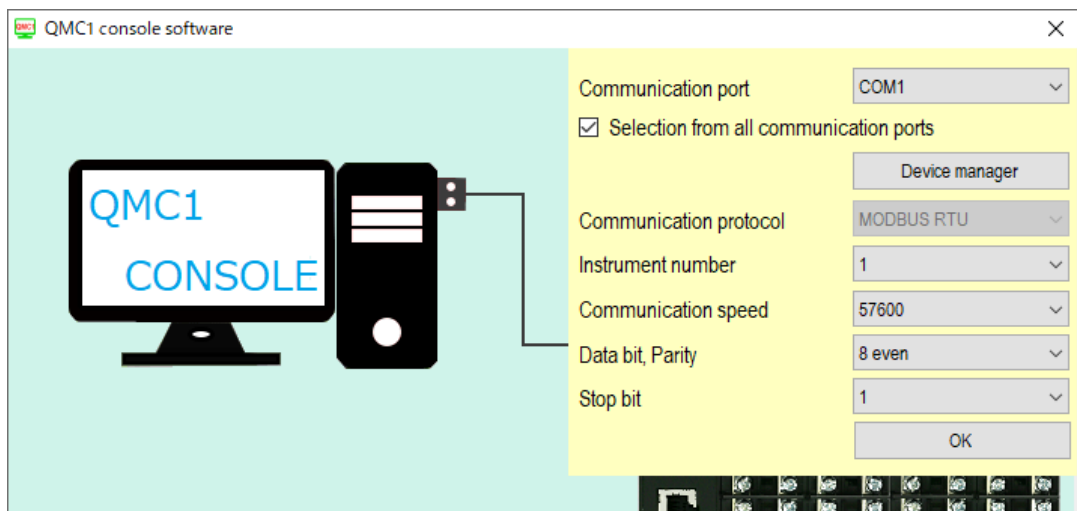 QMC1 QMC1 console software
Communication port COM1
Selection from all communication ports
Device manager
QMC1
CONSOLE
Communication protocol MODBUS RTU
Instrument number 1
Communication speed 57600
Data bit, Parity 8 even
Stop bit 1
OK